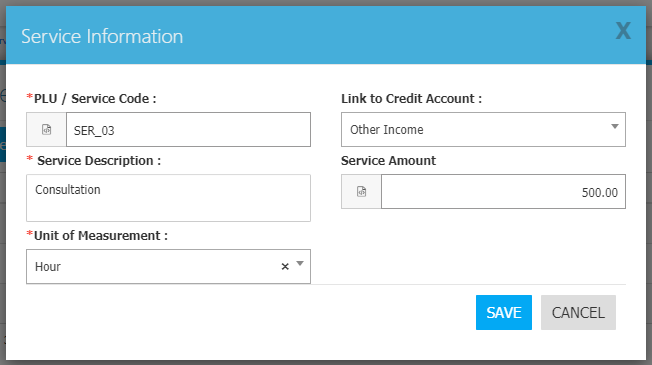 Service Information
X
*PLU / Service Code :
SER_03
Link to Credit Account :
Other Income
* Service Description :
Consultation
Service Amount
500.00
*Unit of Measurement :
Hour ×
SAVE
CANCEL